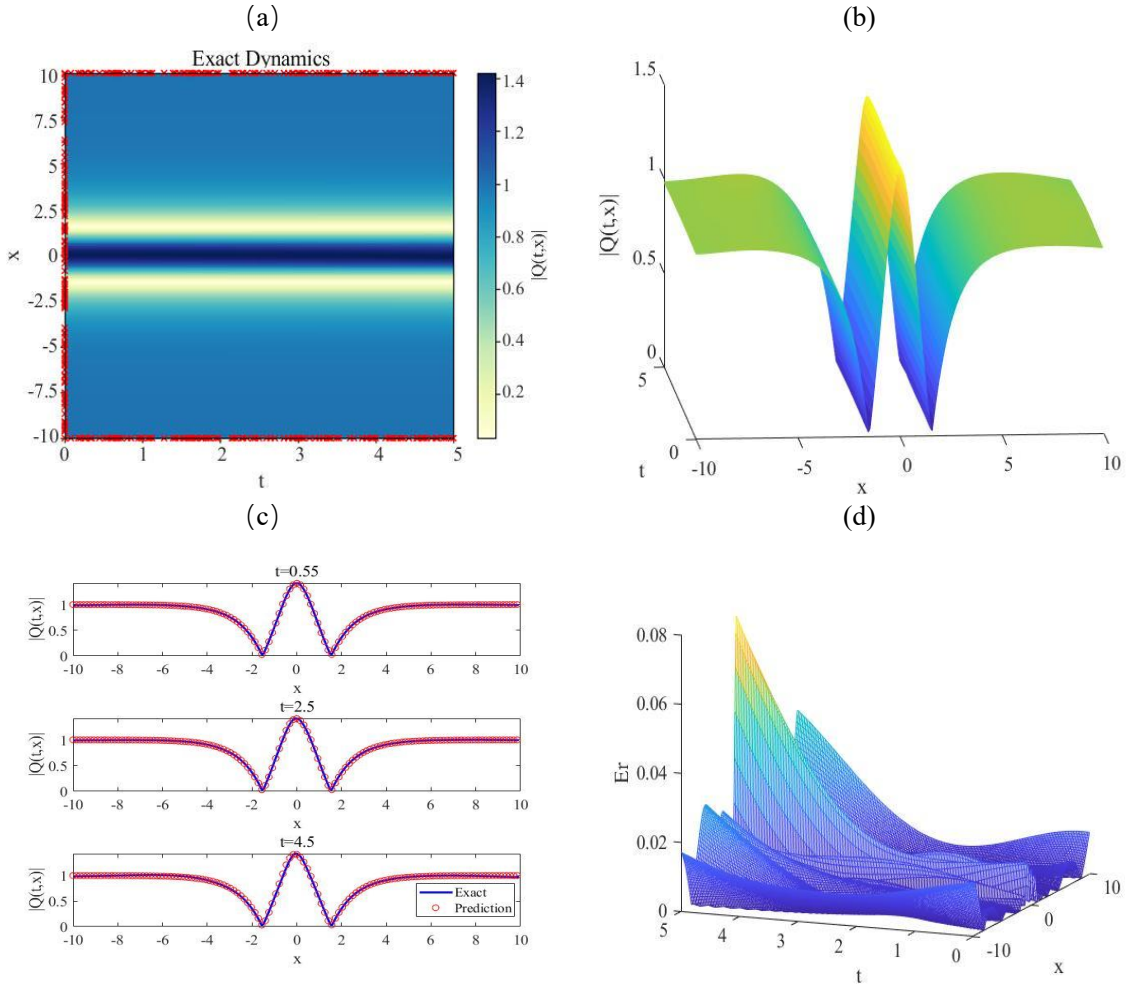 (a)
Exact Dynamics
10
7.5
5
2.5
0
-2.5
-5
-7.5
-10
x
0 1 2 3 4 5
t
1.4
1.2
1
0.8
0.6
0.4
0.2
|Q(t,x)|
(b)
1.5
1
0.5
0
|Q(t,x)|
5
0
t
-10 -5 0 5 10
x
(c)
t=0.55
1
0.5
0
|Q(t,x)|
-10 -8 -6 -4 -2 0 2 4 6 8 10
x
t=2.5
1
0.5
0
|Q(t,x)|
-10 -8 -6 -4 -2 0 2 4 6 8 10
x
t=4.5
1
0.5
0
|Q(t,x)|
Exact
Prediction
-10 -8 -6 -4 -2 0 2 4 6 8 10
x
(d)
0.08
0.06
0.04
0.02
0
Er
5 4 3 2 1 0
t
-10 0 10
x